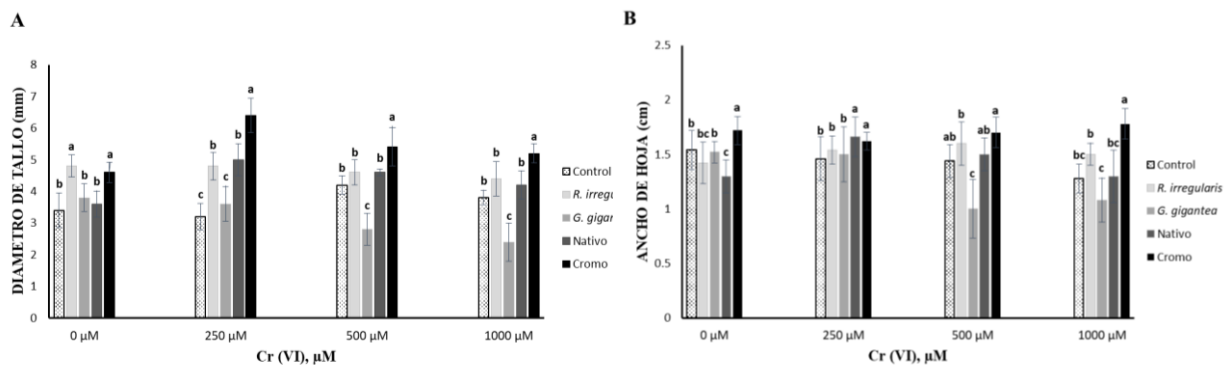 A
DIAMETRO DE TALLO (mm)
8
7
6
5
4
3
2
1
0
b a b b a
c b c b a
b b c b a
b b c b a
0 µM 250 µM 500 µM 1000 µM
Cr (VI), µM
Control
R. irregu
G. gigan
Nativo
Cromo
B
ANCHO DE HOJA (cm)
2.5
2
1.5
1
0.5
0
b bc b c a
b b b a a
ab b c ab a
bc b c bc a
0 µM 250 µM 500 µM 1000 µM
Cr (VI), µM
Control
R. irregularis
G. gigantea
Nativo
Cromo